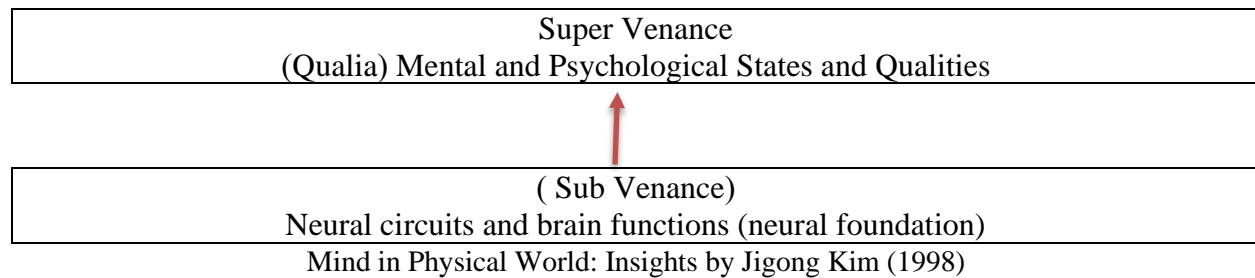 Super Venance
(Qualia) Mental and Psychological States and Qualities
( Sub Venance)
Neural circuits and brain functions (neural foundation)
Mind in Physical World: Insights by Jigong Kim (1998)